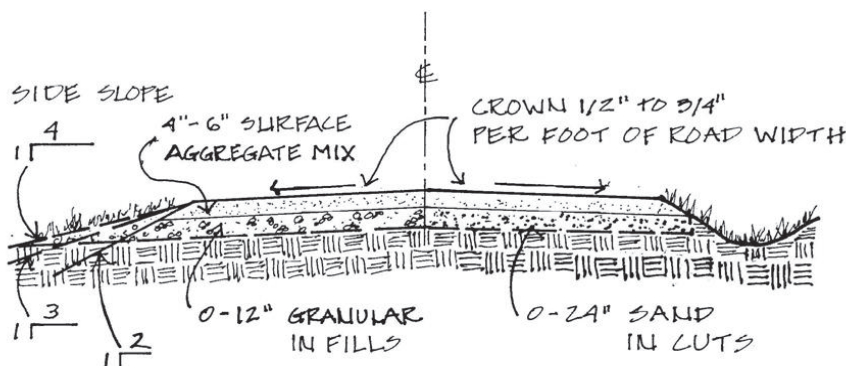 ℄
SIDE SLOPE
4
1
4"-6" SURFACE
AGGREGATE MIX
CROWN 1/2" TO 3/4"
PER FOOT OF ROAD WIDTH
3
1
2
1
0-12" GRANULAR
IN FILLS
0-24" SAND
IN CUTS